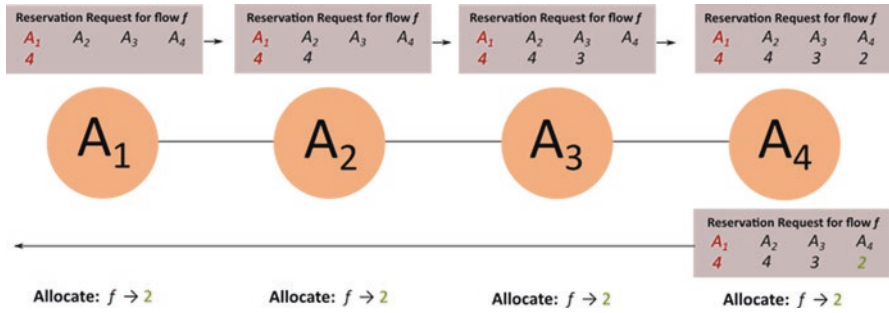 Reservation Request for flow f
A₁ A₂ A₃ A₄
4
Reservation Request for flow f
A₁ A₂ A₃ A₄
4 4
Reservation Request for flow f
A₁ A₂ A₃ A₄
4 4 3
Reservation Request for flow f
A₁ A₂ A₃ A₄
4 4 3 2
A₁
A₂
A₃
A₄
Reservation Request for flow f
A₁ A₂ A₃ A₄
4 4 3 2
Allocate: f → 2
Allocate: f → 2
Allocate: f → 2
Allocate: f → 2